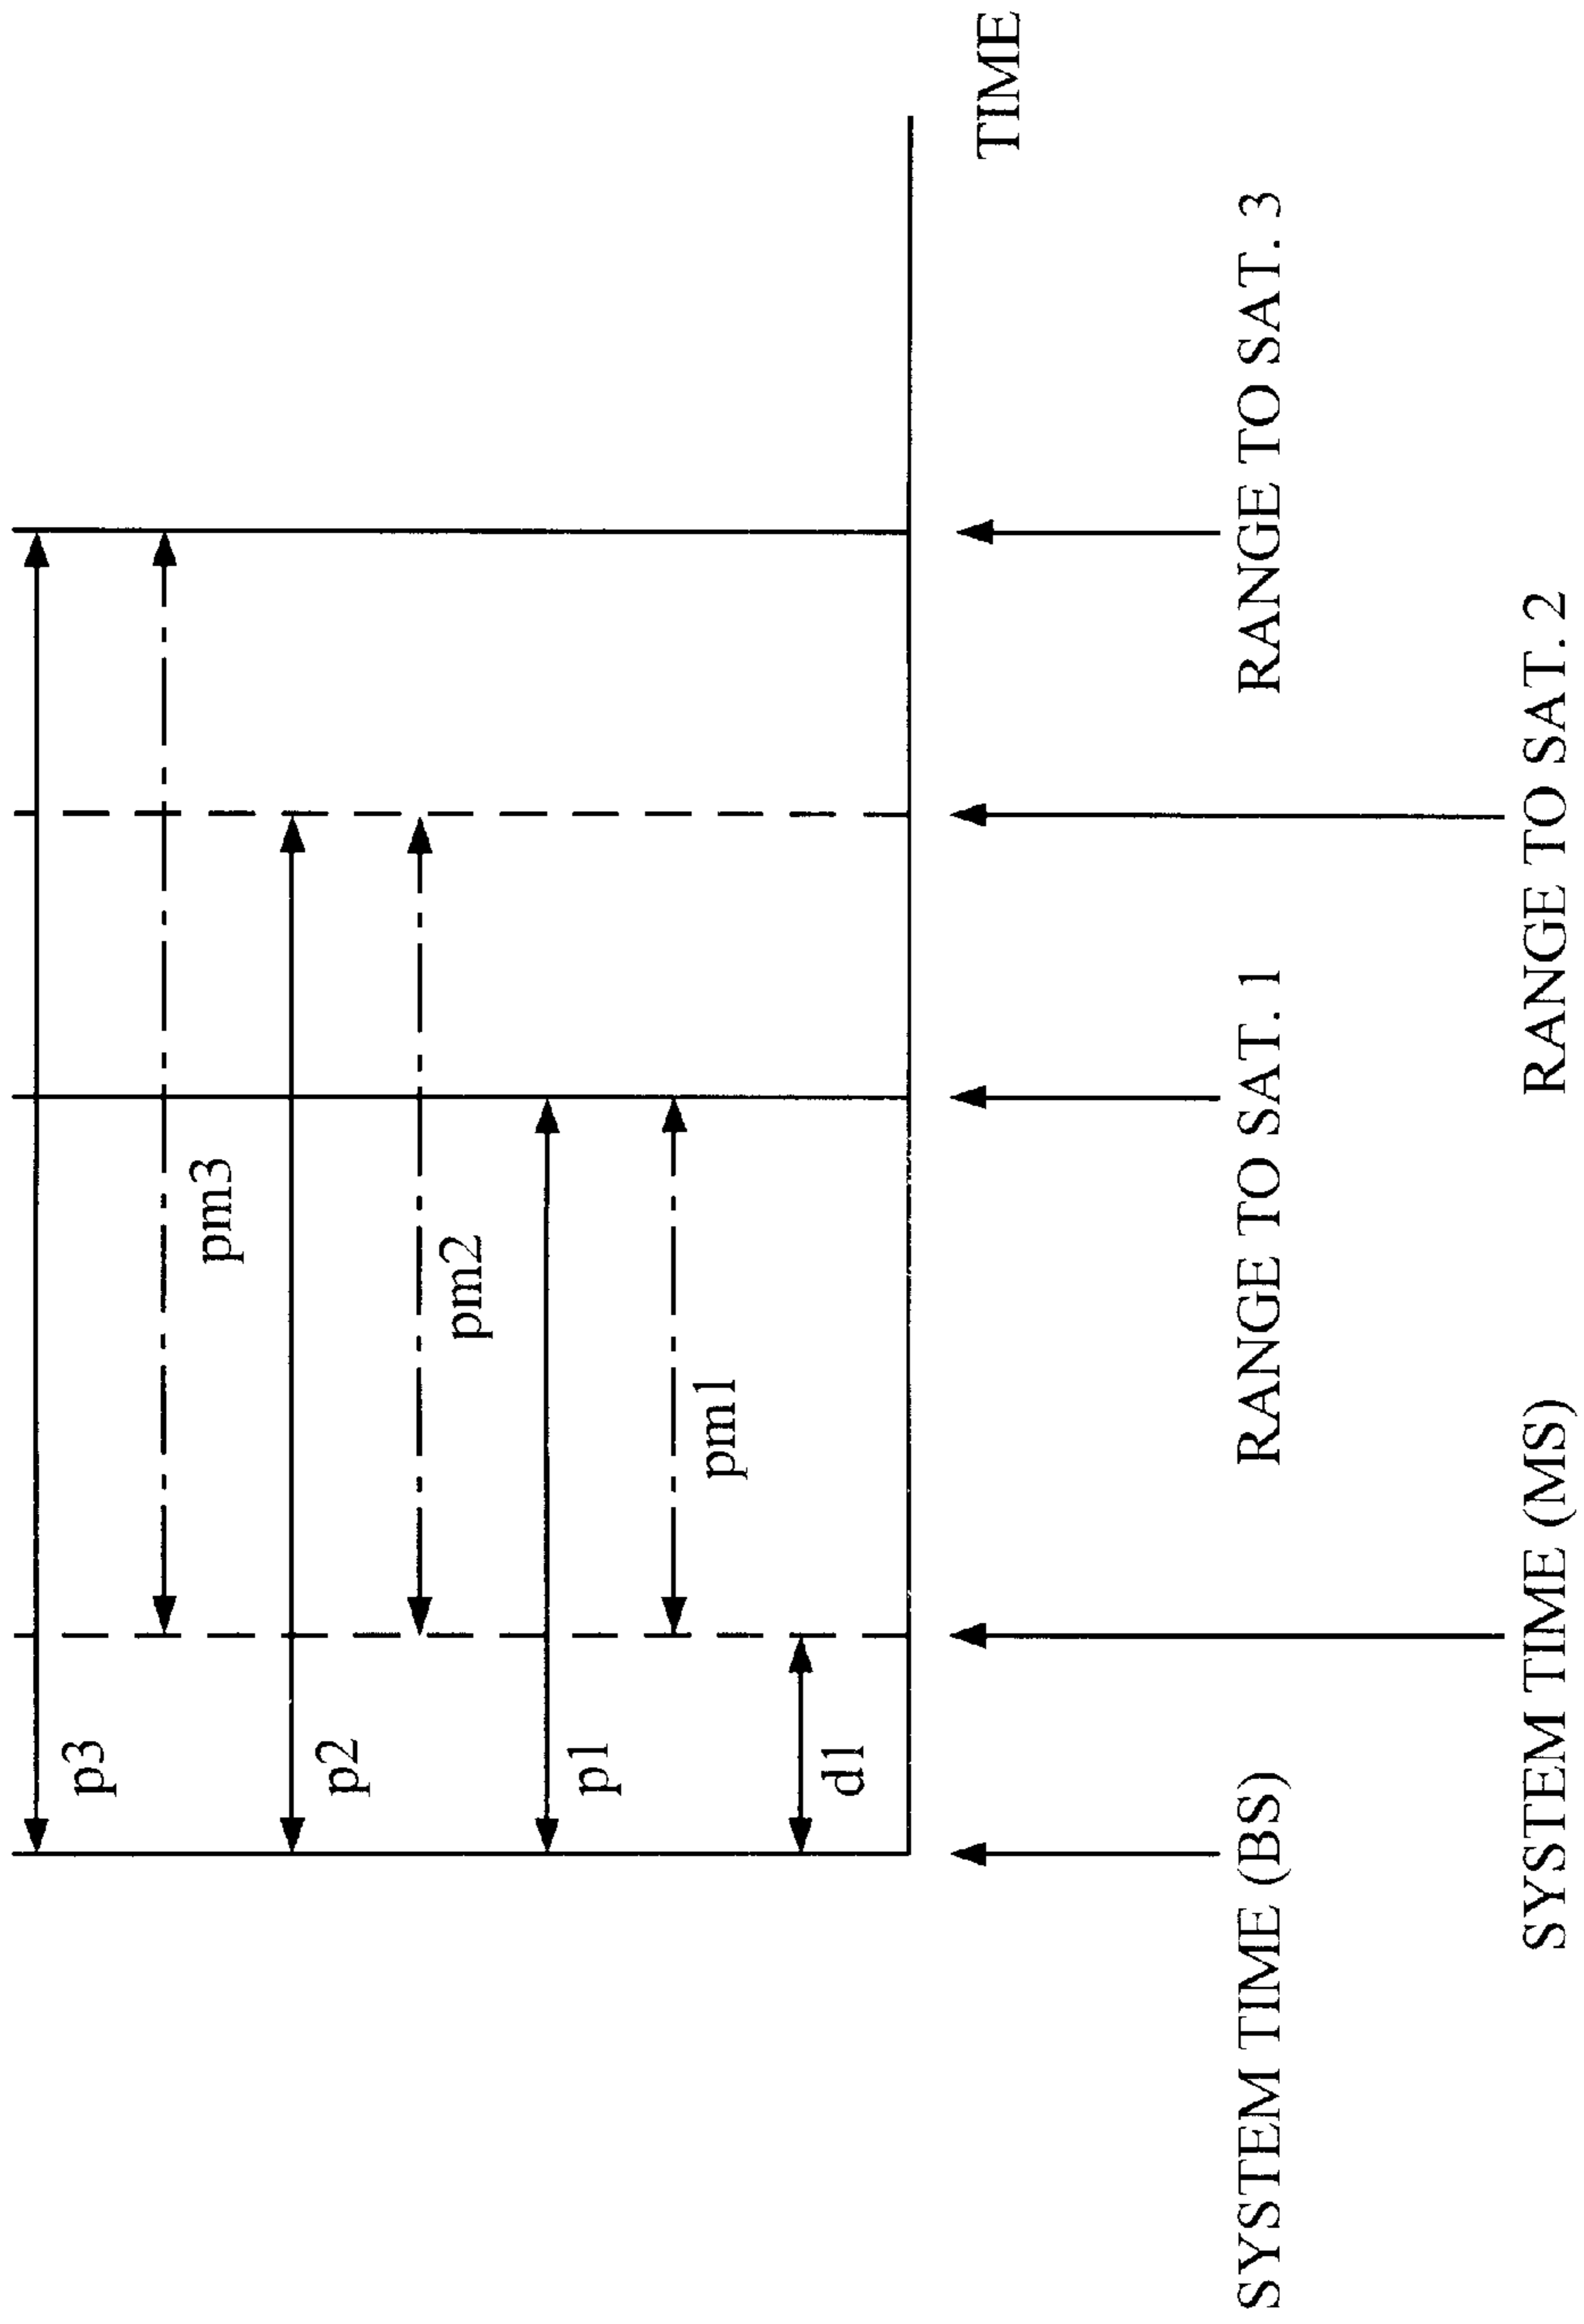 p3
pm3
p2
pm2
p1
pm1
d1
TIME
SYSTEM TIME (BS)
RANGE TO SAT. 1
RANGE TO SAT. 3
SYSTEM TIME (MS)
RANGE TO SAT. 2